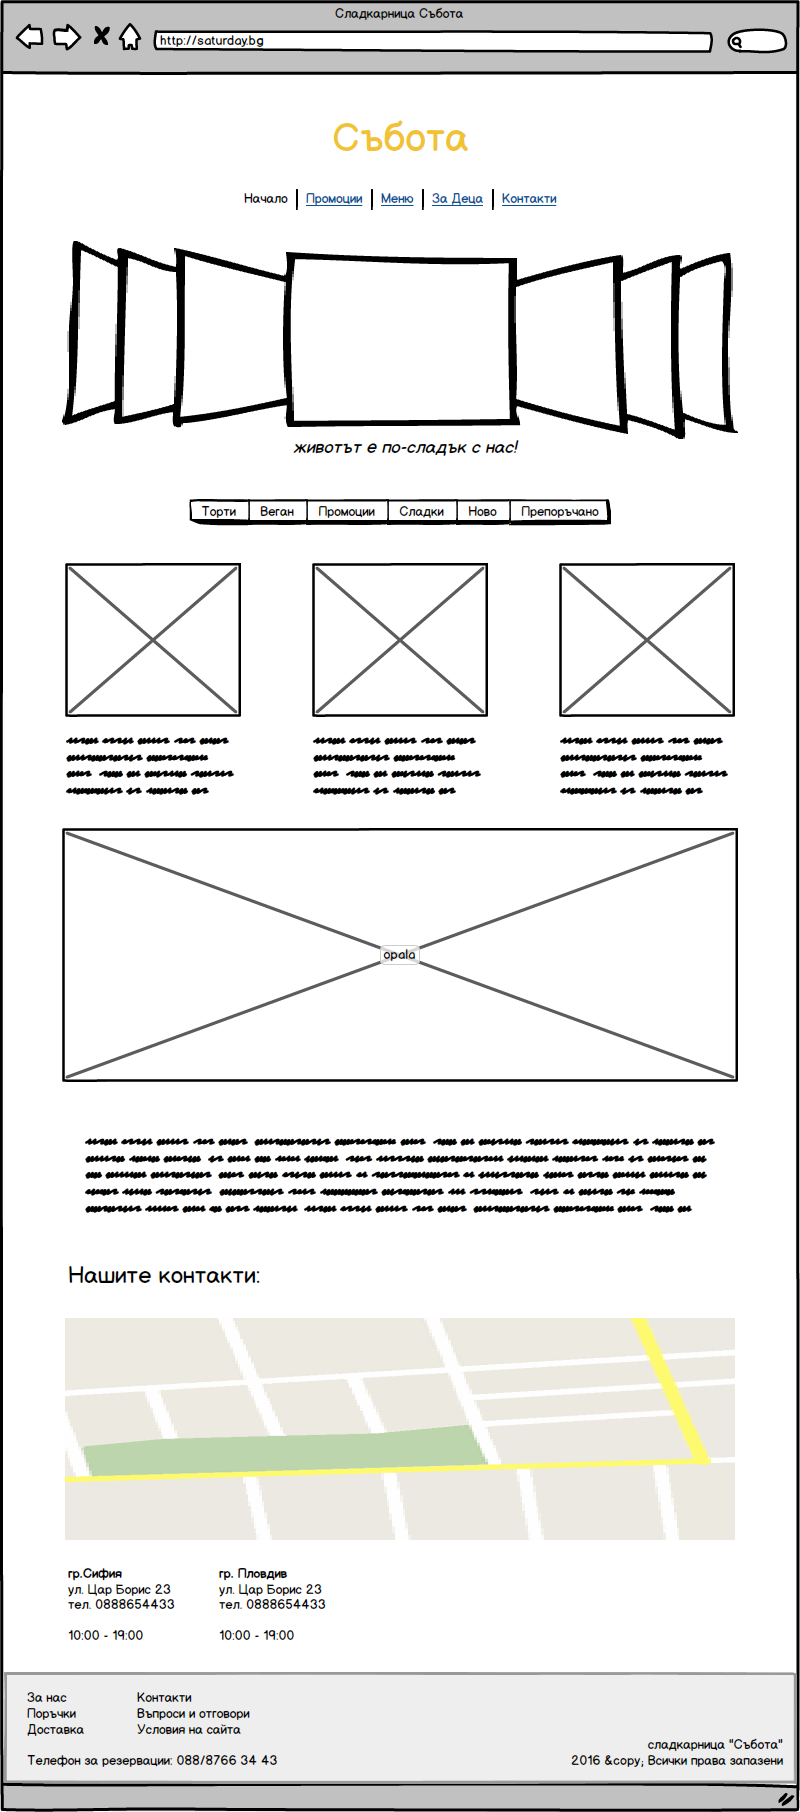 Сладкарница Събота
http://saturday.bg
Събота
Начало Промоции Меню За Деца Контакти
животът е по-сладък с нас!
Торти Веган Промоции Сладки Ново Препоръчано
opala
Нашите контакти:
гр.Сифия
ул. Цар Борис 23
тел. 0888654433
10:00 - 19:00
гр. Пловдив
ул. Цар Борис 23
тел. 0888654433
10:00 - 19:00
За нас
Поръчки
Доставка
Контакти
Въпроси и отговори
Условия на сайта
Телефон за резервации: 088/8766 34 43
сладкарница "Събота"
2016 &copy; Всички права запазени